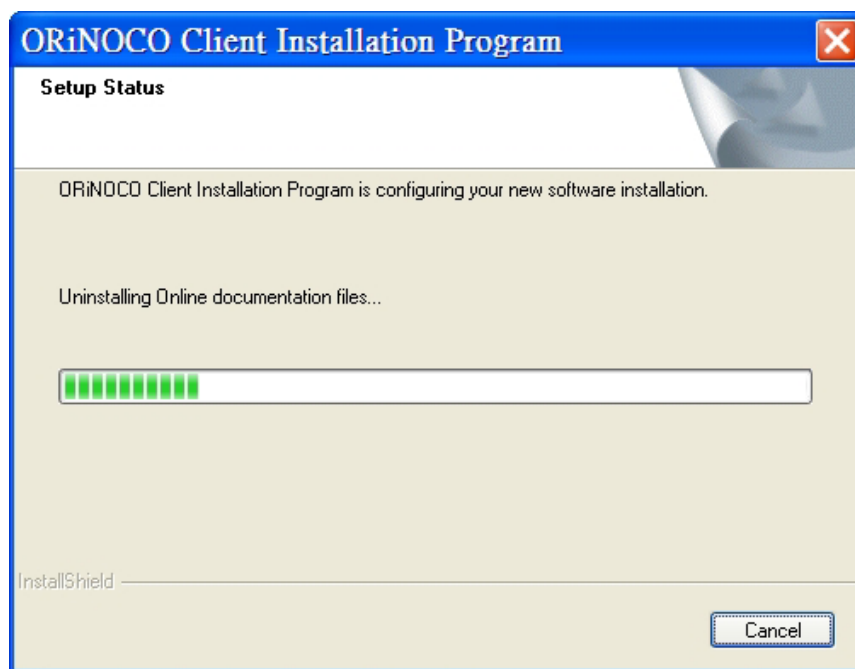 ORiNOCO Client Installation Program
Setup Status
ORiNOCO Client Installation Program is configuring your new software installation.
Uninstalling Online documentation files...
InstallShield
Cancel